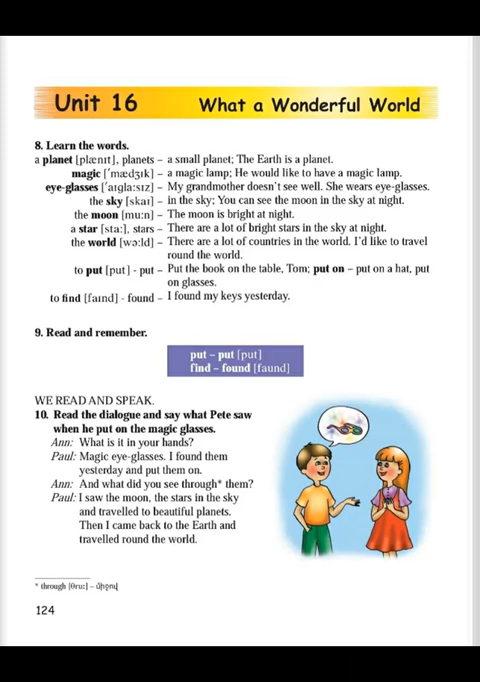 Unit 16 What a Wonderful World
8. Learn the words.
a planet [plænɪt], planets – a small planet; The Earth is a planet.
magic [ˈmædʒɪk] – a magic lamp; He would like to have a magic lamp.
eye-glasses [ˈaɪglaːsɪz] – My grandmother doesn't see well. She wears eye-glasses.
the sky [skaɪ] – in the sky; You can see the moon in the sky at night.
the moon [muːn] – The moon is bright at night.
a star [staː], stars – There are a lot of bright stars in the sky at night.
the world [wəːld] – There are a lot of countries in the world. I'd like to travel
round the world.
to put [put] - put – Put the book on the table, Tom; put on – put on a hat, put
on glasses.
to find [faɪnd] - found – I found my keys yesterday.
9. Read and remember.
put – put [put]
find – found [faund]
WE READ AND SPEAK.
10. Read the dialogue and say what Pete saw
when he put on the magic glasses.
Ann: What is it in your hands?
Paul: Magic eye-glasses. I found them
yesterday and put them on.
Ann: And what did you see through* them?
Paul: I saw the moon, the stars in the sky
and travelled to beautiful planets.
Then I came back to the Earth and
travelled round the world.
* through [θruː] – միջով
124